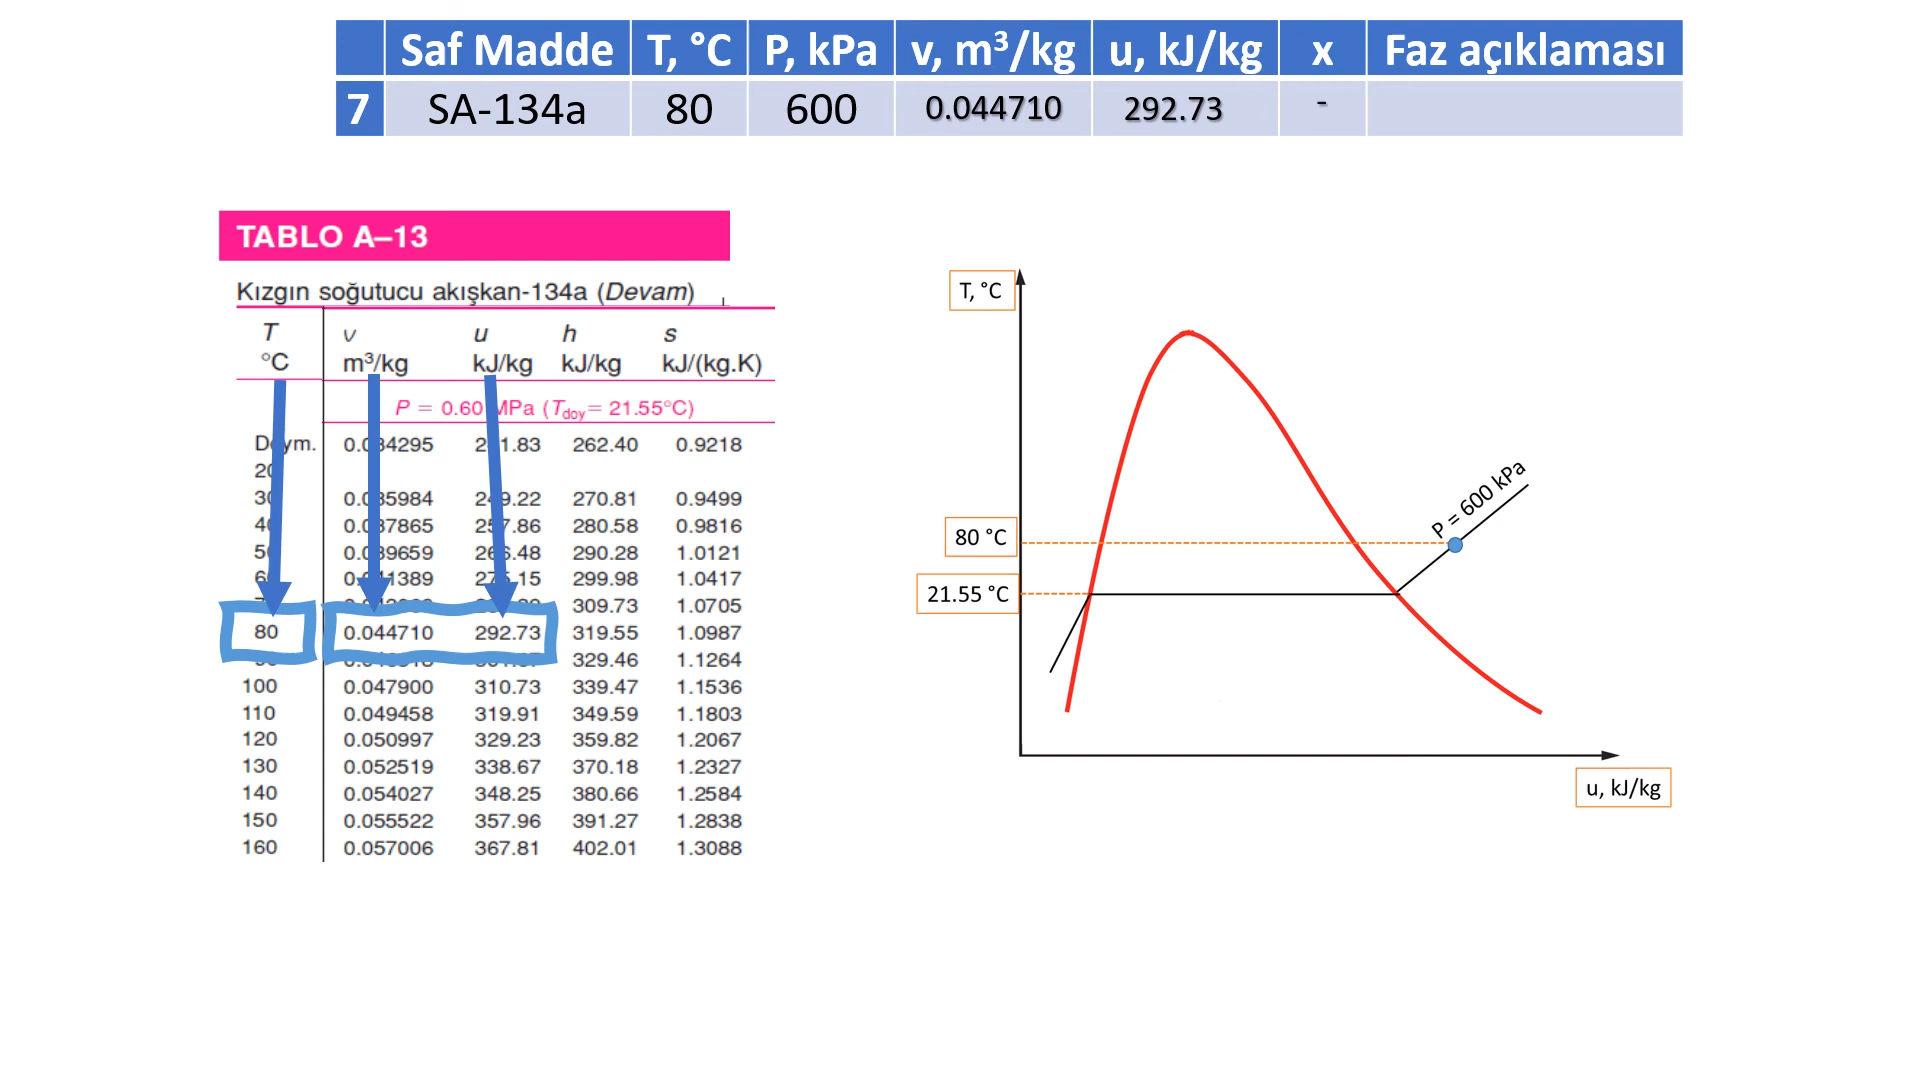 Saf Madde T, °C P, kPa v, m³/kg u, kJ/kg x Faz açıklaması
7 SA-134a 80 600 0.044710 292.73 -
TABLO A–13
Kızgın soğutucu akışkan-134a (Devam)
T v u h s
°C m³/kg kJ/kg kJ/kg kJ/(kg.K)
P = 0.60 MPa (Tdoy= 21.55°C)
262.40 0.9218
270.81 0.9499
280.58 0.9816
290.28 1.0121
299.98 1.0417
309.73 1.0705
80 0.044710 292.73 319.55 1.0987
329.46 1.1264
100 0.047900 310.73 339.47 1.1536
110 0.049458 319.91 349.59 1.1803
120 0.050997 329.23 359.82 1.2067
130 0.052519 338.67 370.18 1.2327
140 0.054027 348.25 380.66 1.2584
150 0.055522 357.96 391.27 1.2838
160 0.057006 367.81 402.01 1.3088
T, °C
P = 600 kPa
80 °C
21.55 °C
u, kJ/kg